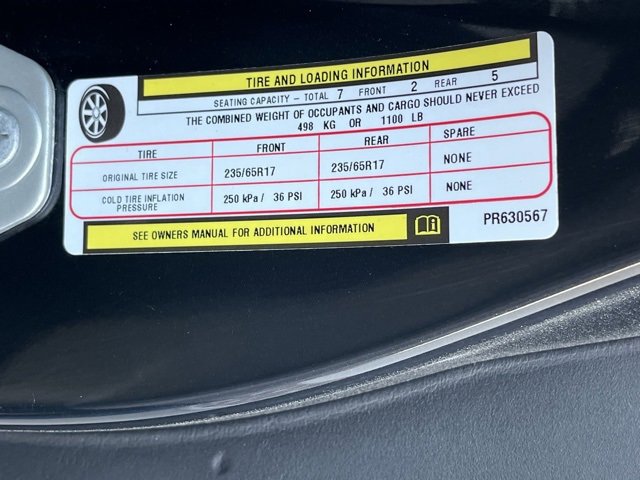 TIRE AND LOADING INFORMATION
SEATING CAPACITY - TOTAL 7 FRONT 2 REAR 5
THE COMBINED WEIGHT OF OCCUPANTS AND CARGO SHOULD NEVER EXCEED
498 KG OR 1100 LB
TIRE FRONT REAR SPARE
ORIGINAL TIRE SIZE 235/65R17 235/65R17 NONE
COLD TIRE INFLATION PRESSURE 250 kPa / 36 PSI 250 kPa / 36 PSI NONE
SEE OWNERS MANUAL FOR ADDITIONAL INFORMATION
PR630567